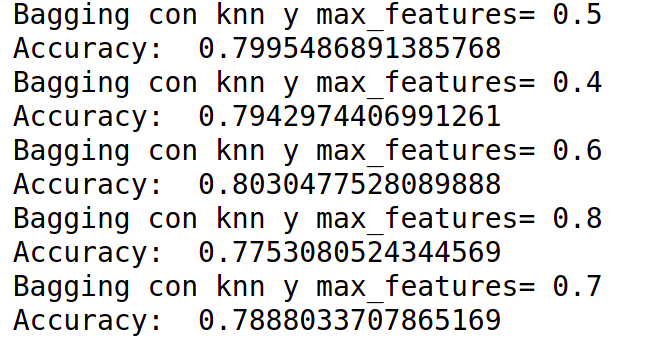 Bagging con knn y max_features= 0.5
Accuracy:  0.7995486891385768
Bagging con knn y max_features= 0.4
Accuracy:  0.7942974406991261
Bagging con knn y max_features= 0.6
Accuracy:  0.8030477528089888
Bagging con knn y max_features= 0.8
Accuracy:  0.7753080524344569
Bagging con knn y max_features= 0.7
Accuracy:  0.7888033707865169